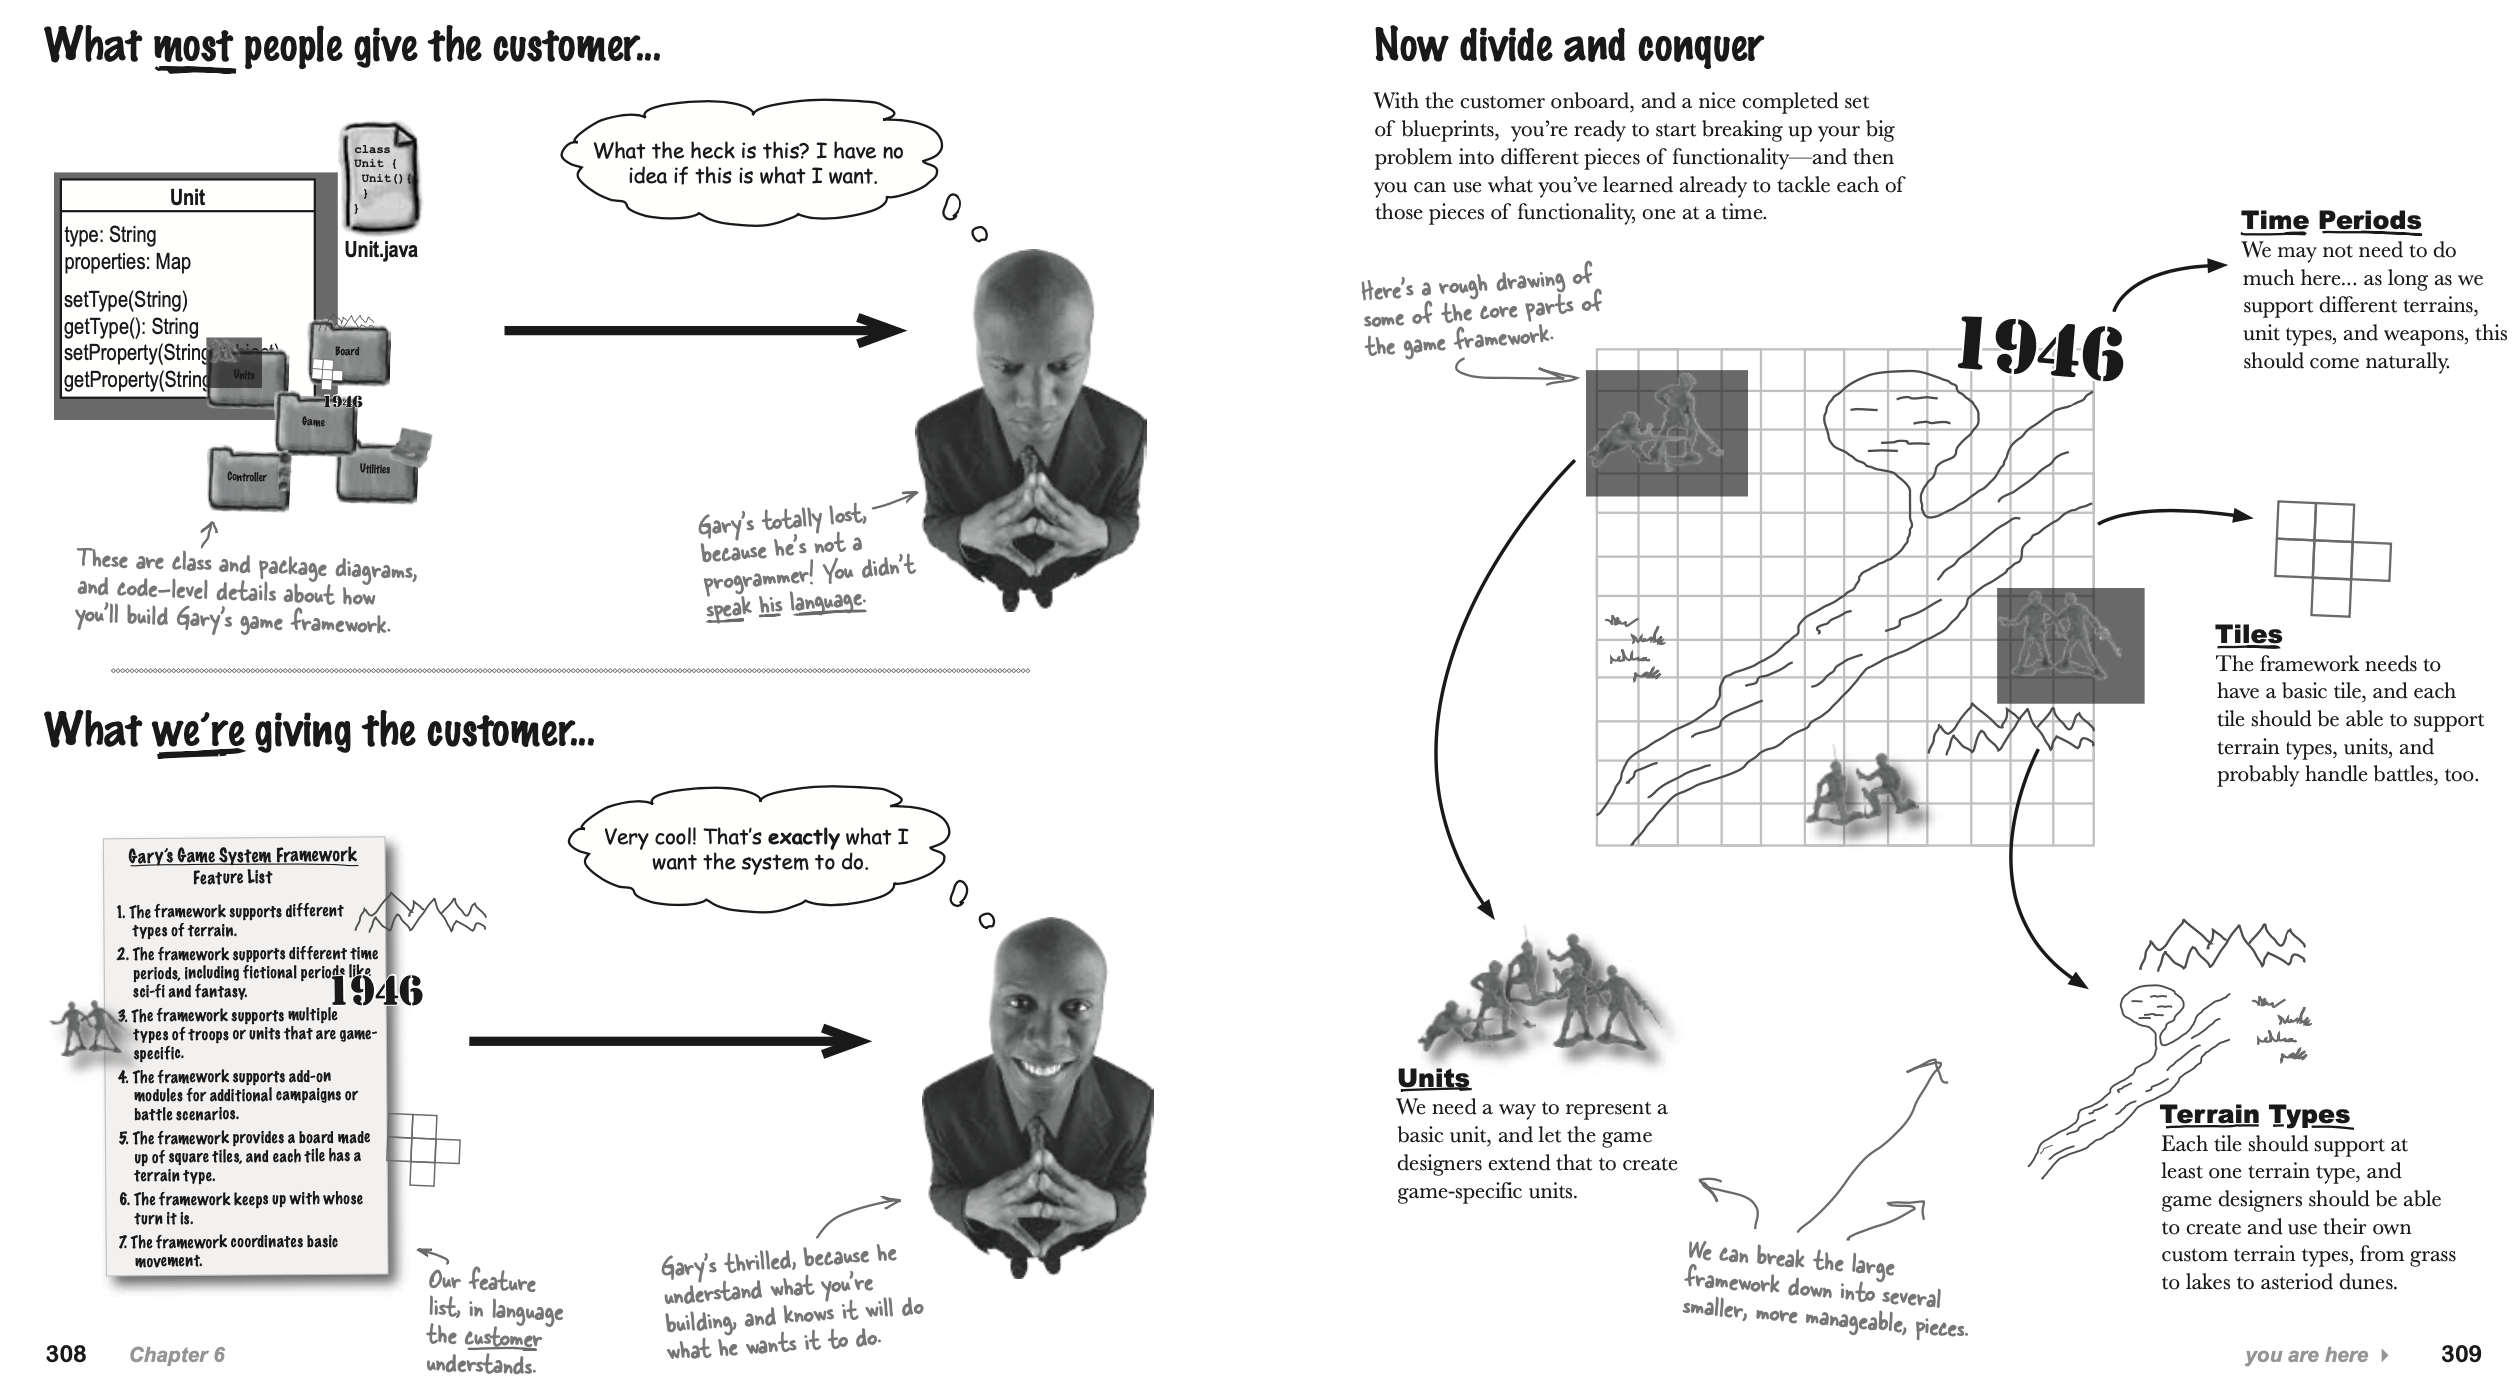 What most people give the customer...
class
Unit {
Unit(){
}
}
Unit.java
Unit
type: String
properties: Map
setType(String)
getType(): String
setProperty(String
getProperty(String
Units
Board
1946
Game
Controller
Utilities
These are class and package diagrams,
and code-level details about how
you'll build Gary's game framework.
What the heck is this? I have no
idea if this is what I want.
Gary's totally lost,
because he's not a
programmer! You didn't
speak his language.
What we're giving the customer...
Gary's Game System Framework
Feature List
1. The framework supports different
types of terrain.
2. The framework supports different time
periods, including fictional periods like
sci-fi and fantasy.
1946
3. The framework supports multiple
types of troops or units that are game-
specific.
4. The framework supports add-on
modules for additional campaigns or
battle scenarios.
5. The framework provides a board made
up of square tiles, and each tile has a
terrain type.
6. The framework keeps up with whose
turn it is.
7. The framework coordinates basic
movement.
Our feature
list, in language
the customer
understands.
Very cool! That's exactly what I
want the system to do.
Gary's thrilled, because he
understand what you're
building, and knows it will do
what he wants it to do.
308 Chapter 6
Now divide and conquer
With the customer onboard, and a nice completed set
of blueprints, you're ready to start breaking up your big
problem into different pieces of functionality—and then
you can use what you've learned already to tackle each of
those pieces of functionality, one at a time.
Here's a rough drawing of
some of the core parts of
the game framework.
1946
Time Periods
We may not need to do
much here... as long as we
support different terrains,
unit types, and weapons, this
should come naturally.
Tiles
The framework needs to
have a basic tile, and each
tile should be able to support
terrain types, units, and
probably handle battles, too.
Units
We need a way to represent a
basic unit, and let the game
designers extend that to create
game-specific units.
Terrain Types
Each tile should support at
least one terrain type, and
game designers should be able
to create and use their own
custom terrain types, from grass
to lakes to asteriod dunes.
We can break the large
framework down into several
smaller, more manageable, pieces.
you are here 309